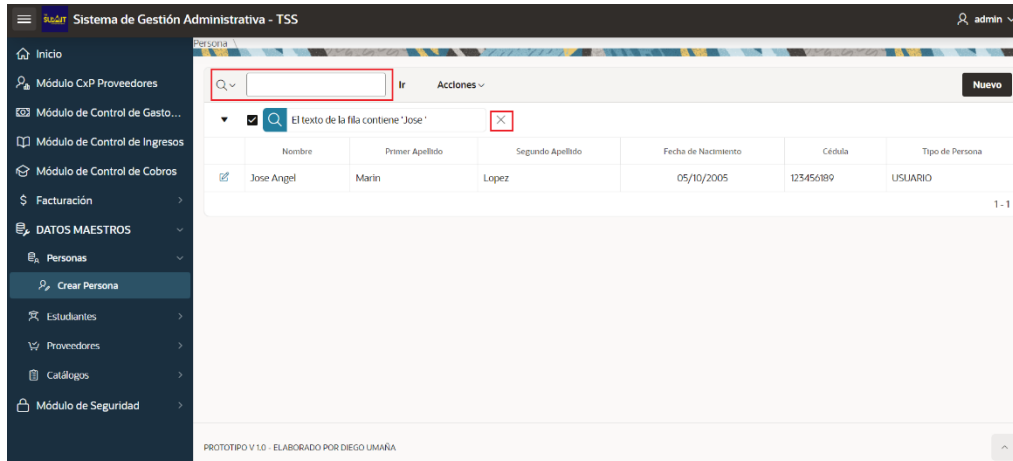 Sistema de Gestión Administrativa - TSS
admin
Inicio
Módulo CxP Proveedores
Módulo de Control de Gasto...
Módulo de Control de Ingresos
Módulo de Control de Cobros
Facturación
DATOS MAESTROS
Personas
Crear Persona
Estudiantes
Proveedores
Catálogos
Módulo de Seguridad
Persona \
Ir Acciones
Nuevo
El texto de la fila contiene 'Jose '
Nombre Primer Apellido Segundo Apellido Fecha de Nacimiento Cédula Tipo de Persona
Jose Angel Marin Lopez 05/10/2005 123456189 USUARIO
1 - 1
PROTOTIPO V 1.0 - ELABORADO POR DIEGO UMAÑA